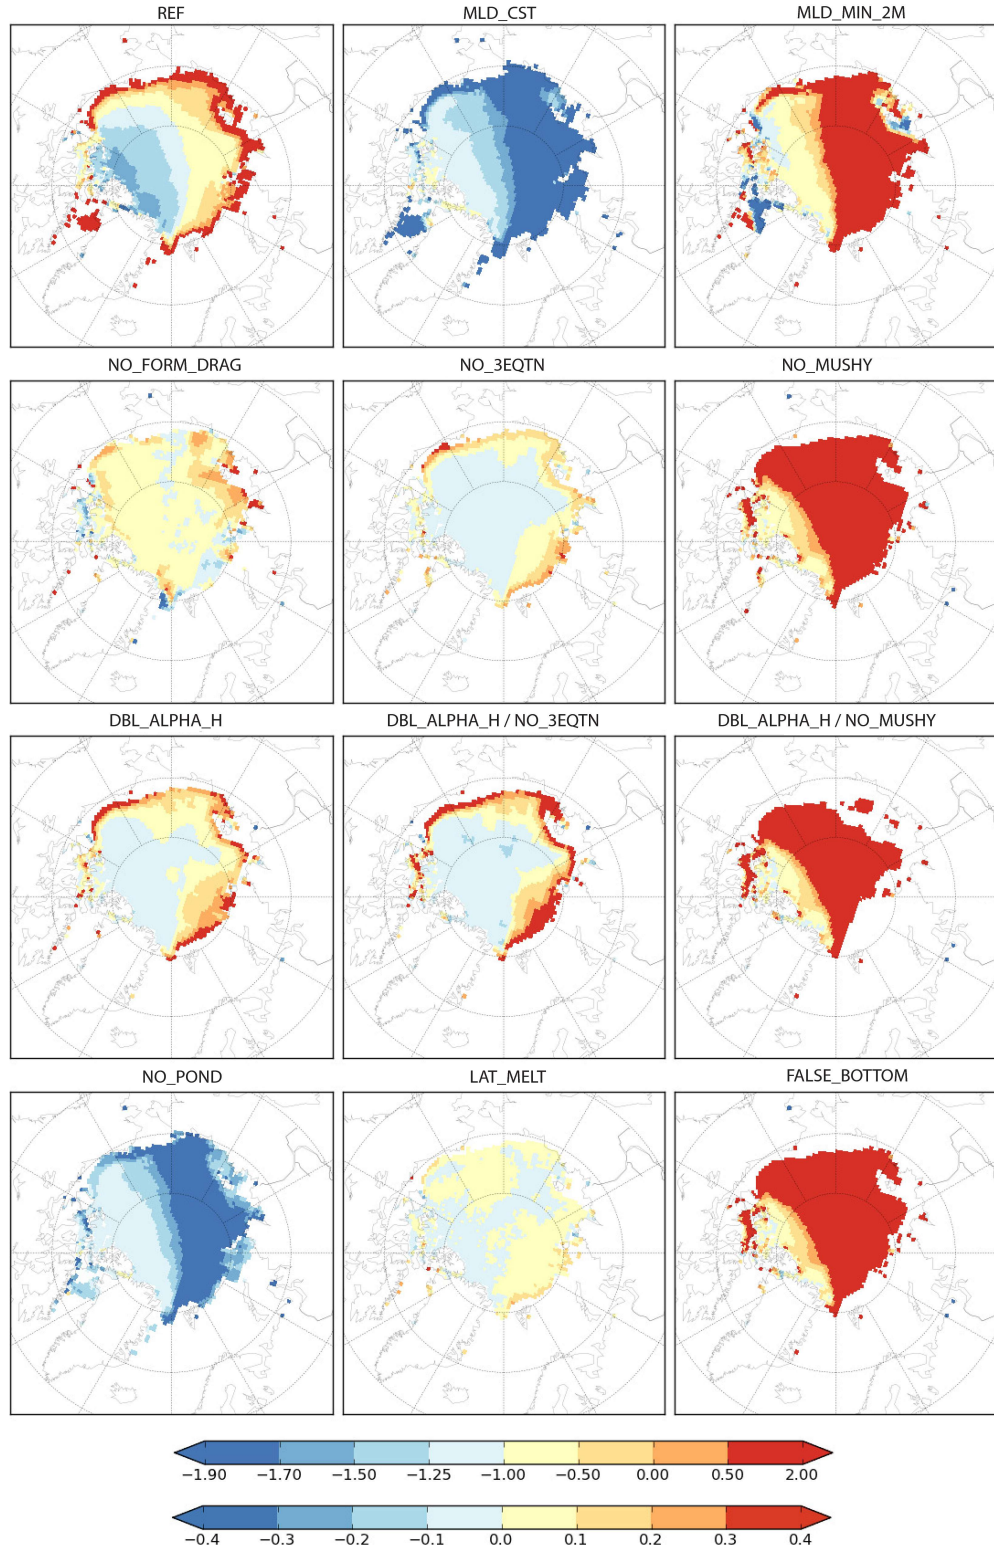 REF MLD_CST MLD_MIN_2M
NO_FORM_DRAG NO_3EQTN NO_MUSHY
DBL_ALPHA_H DBL_ALPHA_H / NO_3EQTN DBL_ALPHA_H / NO_MUSHY
NO_POND LAT_MELT FALSE_BOTTOM
−1.90 −1.70 −1.50 −1.25 −1.00 −0.50 0.00 0.50 2.00
−0.4 −0.3 −0.2 −0.1 0.0 0.1 0.2 0.3 0.4